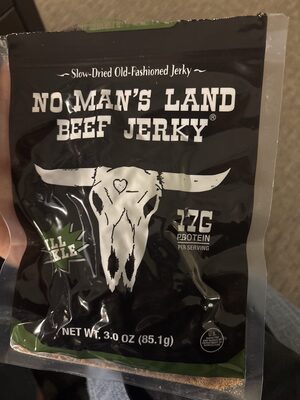 Slow-Dried Old-Fashioned Jerky
NO MAN'S LAND
BEEF JERKY®
17G
PROTEIN
PER SERVING
NET WT. 3.0 OZ (85.1g)